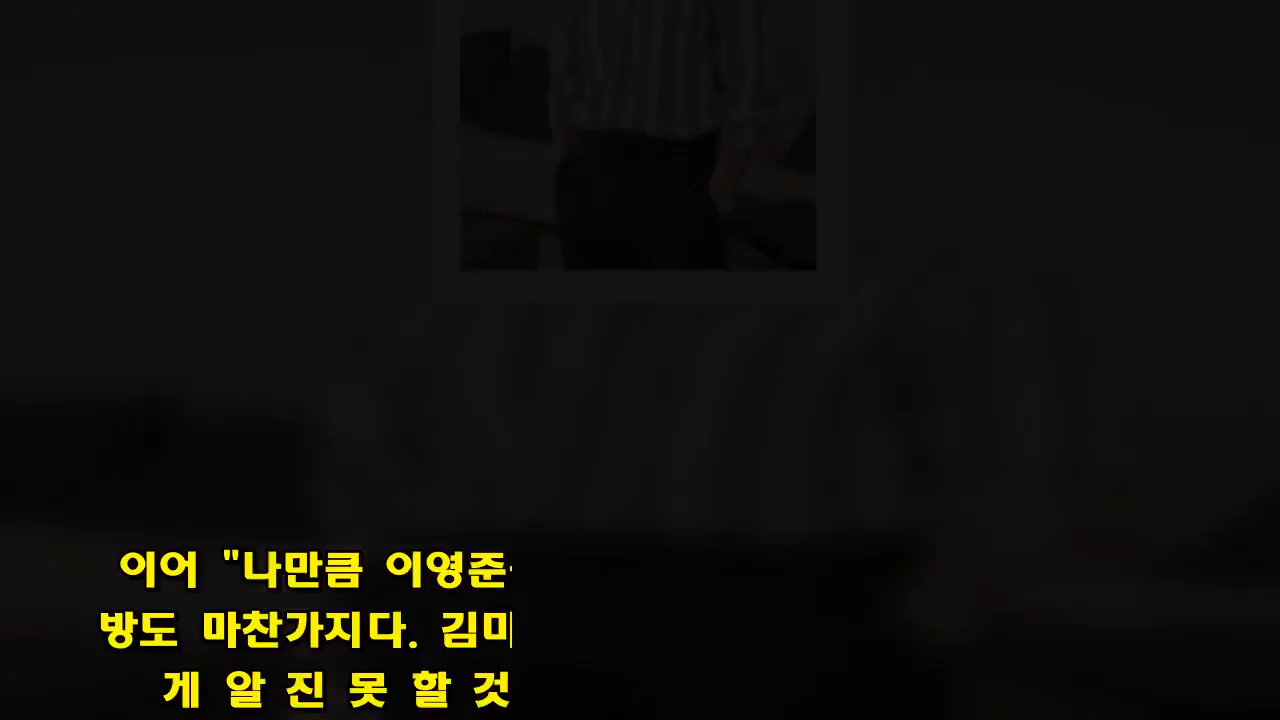 이어 "나만큼 이영준
방도 마찬가지다. 김미
게 알 진 못 할 것